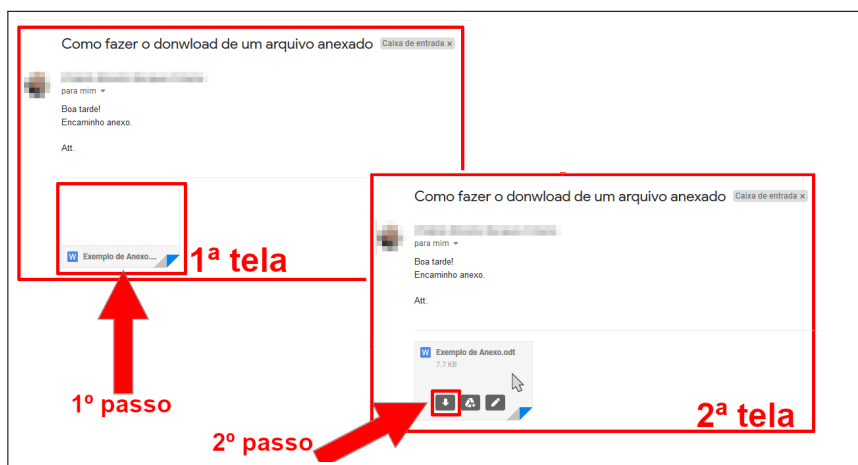 Como fazer o donwload de um arquivo anexado Caixa de entrada x
para mim
Boa tarde!
Encaminho anexo.
Att.
W Exemplo de Anexo....
1ª tela
1º passo
Como fazer o donwload de um arquivo anexado Caixa de entrada x
para mim
Boa tarde!
Encaminho anexo.
Att.
W Exemplo de Anexo.odt
7.7 KB
2ª tela
2º passo